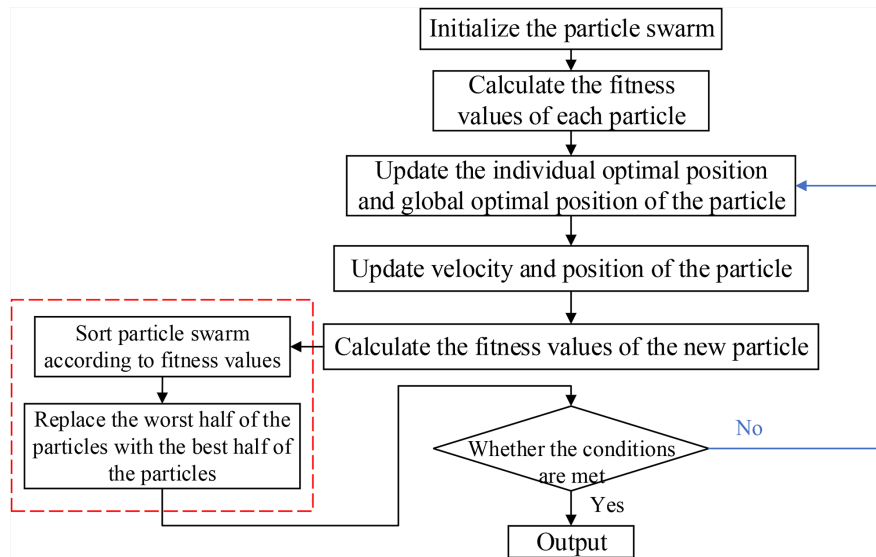 Initialize the particle swarm
Calculate the fitness
values of each particle
Update the individual optimal position
and global optimal position of the particle
Update velocity and position of the particle
Calculate the fitness values of the new particle
Sort particle swarm
according to fitness values
Replace the worst half of the
particles with the best half of
the particles
Whether the conditions
are met
No
Yes
Output